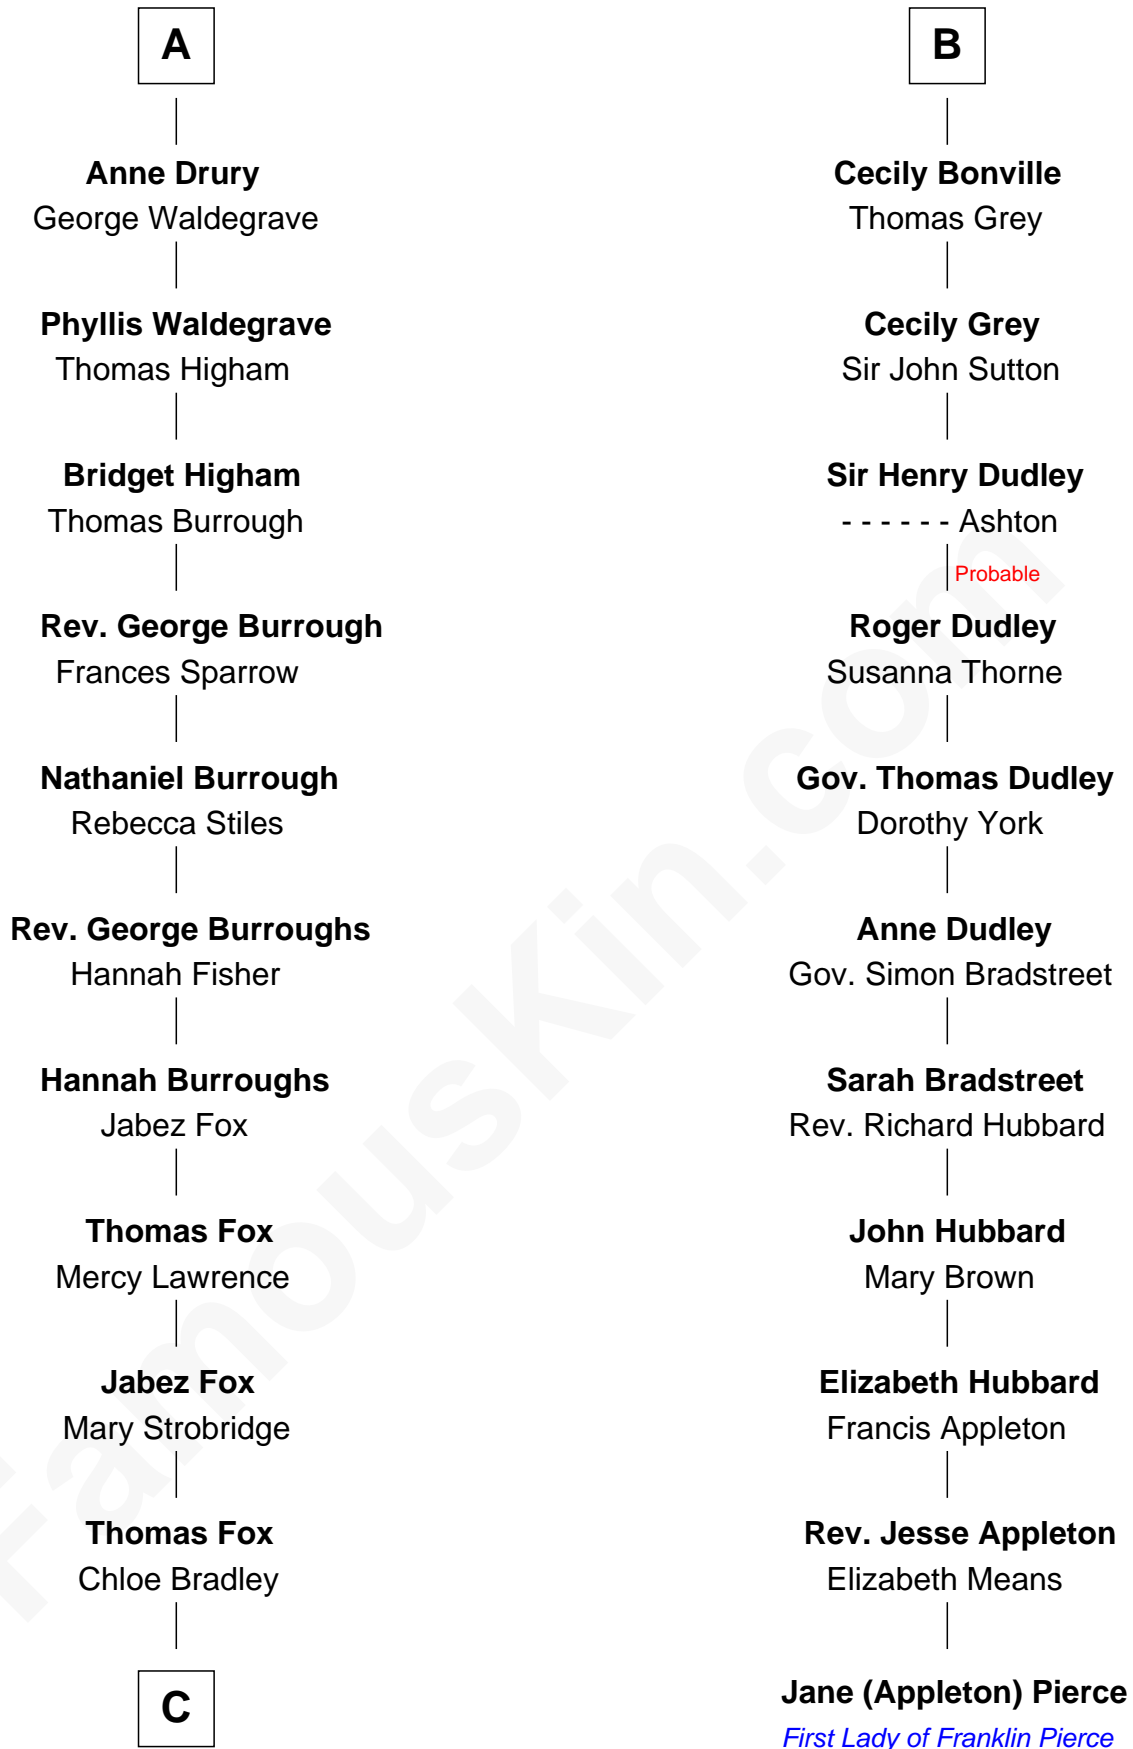 A
Anne Drury
George Waldegrave
Phyllis Waldegrave
Thomas Higham
Bridget Higham
Thomas Burrough
Rev. George Burrough
Frances Sparrow
Nathaniel Burrough
Rebecca Stiles
Rev. George Burroughs
Hannah Fisher
Hannah Burroughs
Jabez Fox
Thomas Fox
Mercy Lawrence
Jabez Fox
Mary Strobridge
Thomas Fox
Chloe Bradley
C
B
Cecily Bonville
Thomas Grey
Cecily Grey
Sir John Sutton
Sir Henry Dudley
- - - - - - Ashton
Probable
Roger Dudley
Susanna Thorne
Gov. Thomas Dudley
Dorothy York
Anne Dudley
Gov. Simon Bradstreet
Sarah Bradstreet
Rev. Richard Hubbard
John Hubbard
Mary Brown
Elizabeth Hubbard
Francis Appleton
Rev. Jesse Appleton
Elizabeth Means
Jane (Appleton) Pierce
First Lady of Franklin Pierce
FamousKin.com